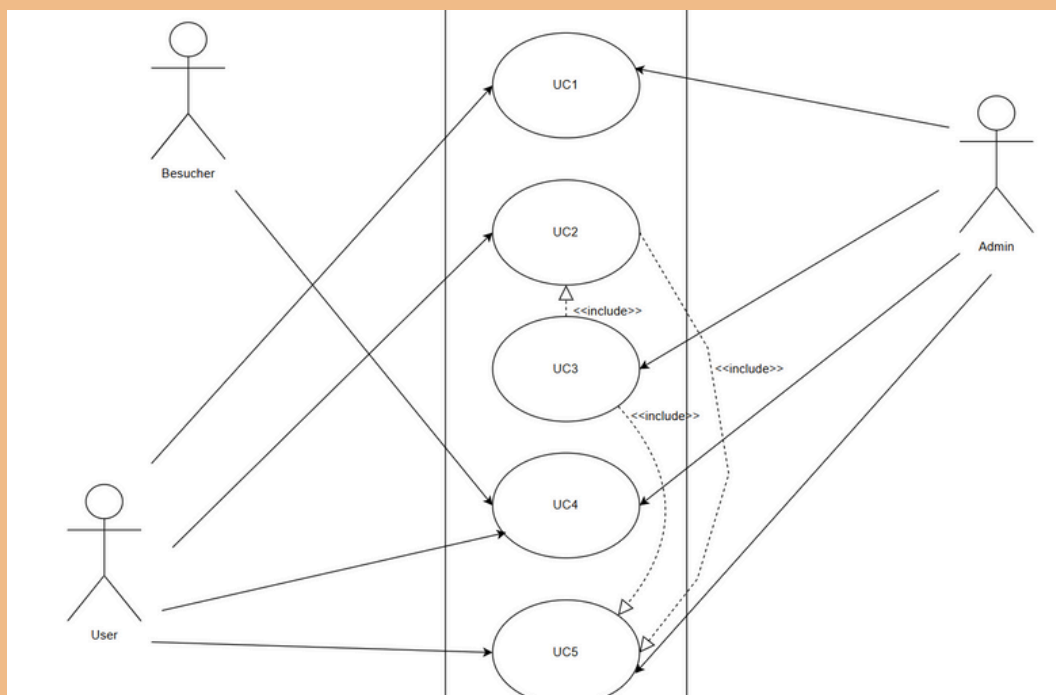 UC1
Besucher
UC2
Admin
<<include>>
UC3
<<include>>
<<include>>
UC4
User
UC5